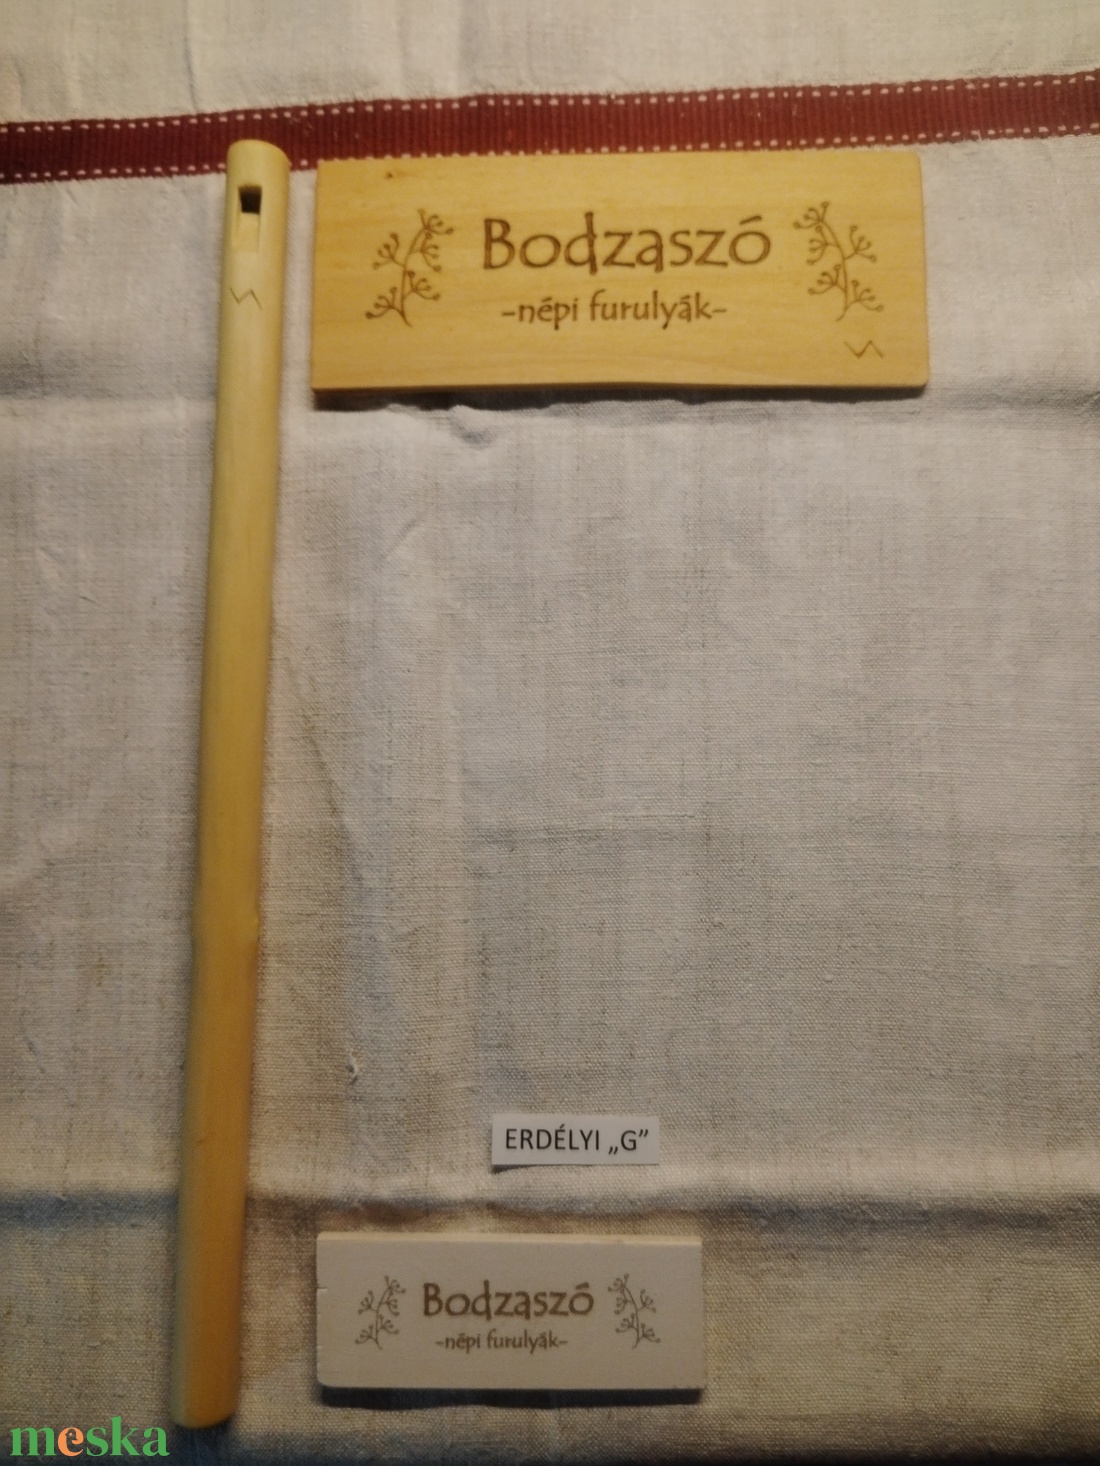 Bodzaszó
-népi furulyák-
ERDÉLYI „G”
Bodzaszó
-népi furulyák-
meska